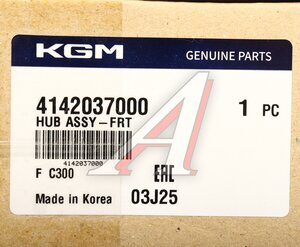 KGM GENUINE PARTS
4142037000 1 PC
HUB ASSY-FRT
4142037000
F C300 EAC
Made in Korea 03J25